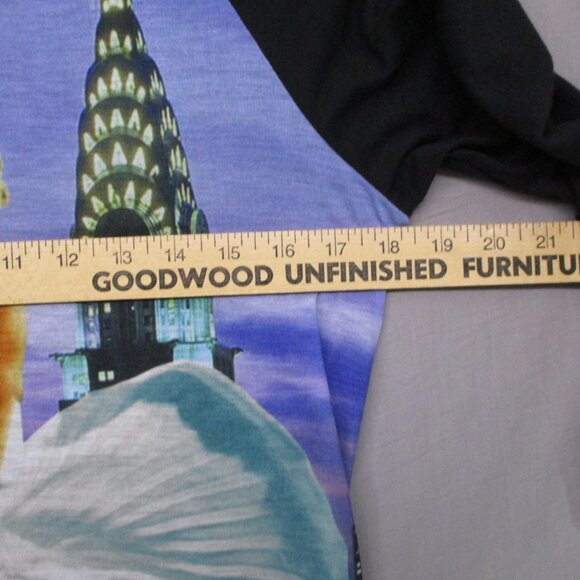 11 12 13 14 15 16 17 18 19 20 21
GOODWOOD UNFINISHED FURNITU